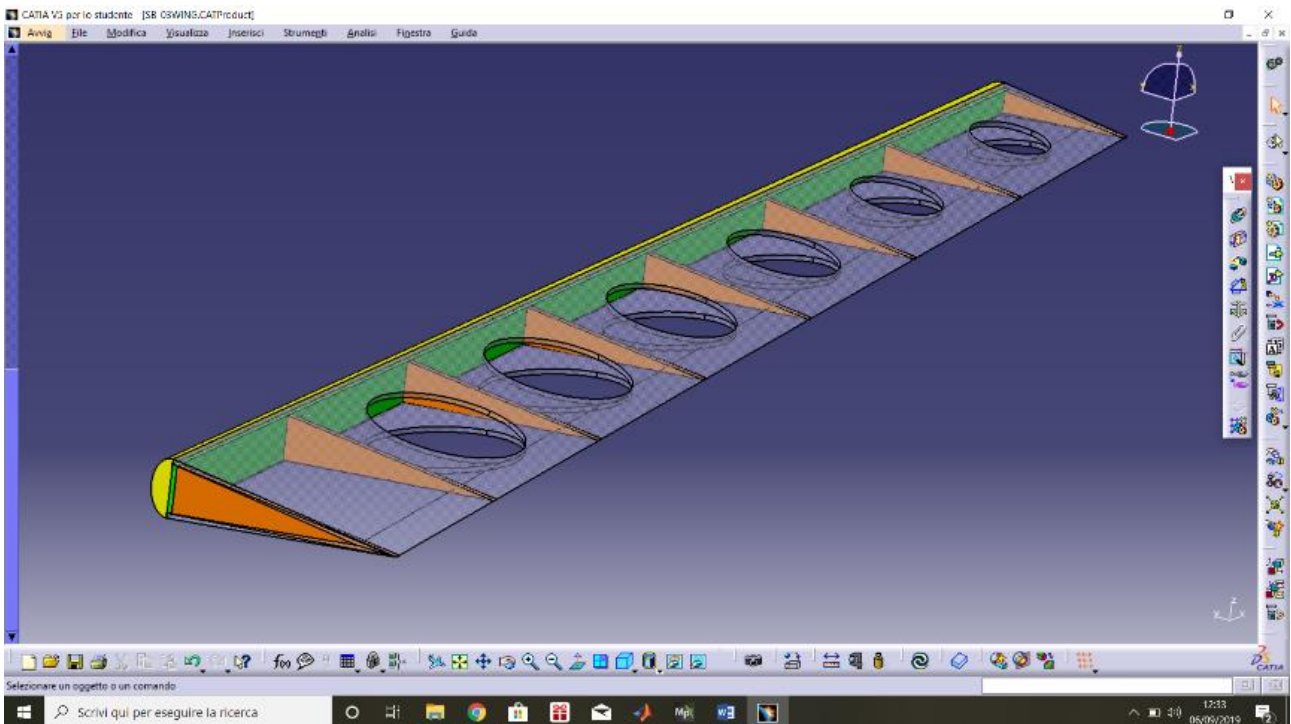 CATIA V5 per lo studente - [SB-03WING.CATProduct]
Avvio File Modifica Visualizza Inserisci Strumenti Analisi Finestra Guida
z
x
CATIA
Selezionare un oggetto o un comando
Scrivi qui per eseguire la ricerca
12:33
06/09/2019